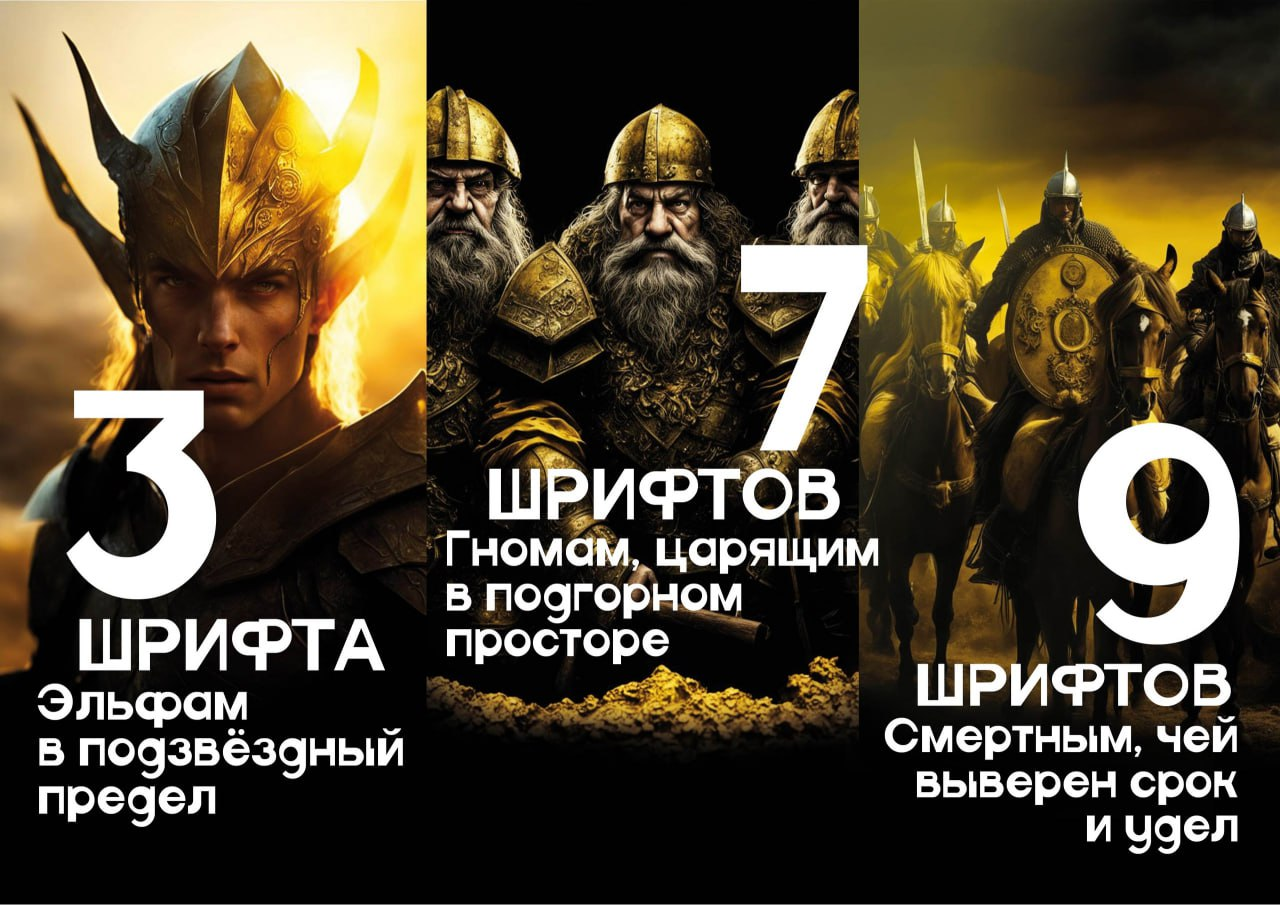 3
ШРИФТА
Эльфам
в подзвёздный
предел
7
ШРИФТОВ
Гномам, царящим
в подгорном
просторе
9
ШРИФТОВ
Смертным, чей
выверен срок
и удел